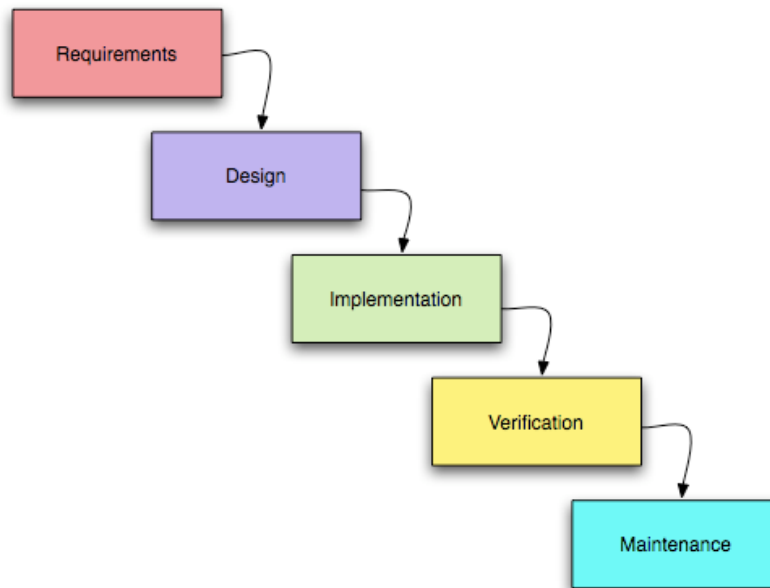 Requirements
Design
Implementation
Verification
Maintenance